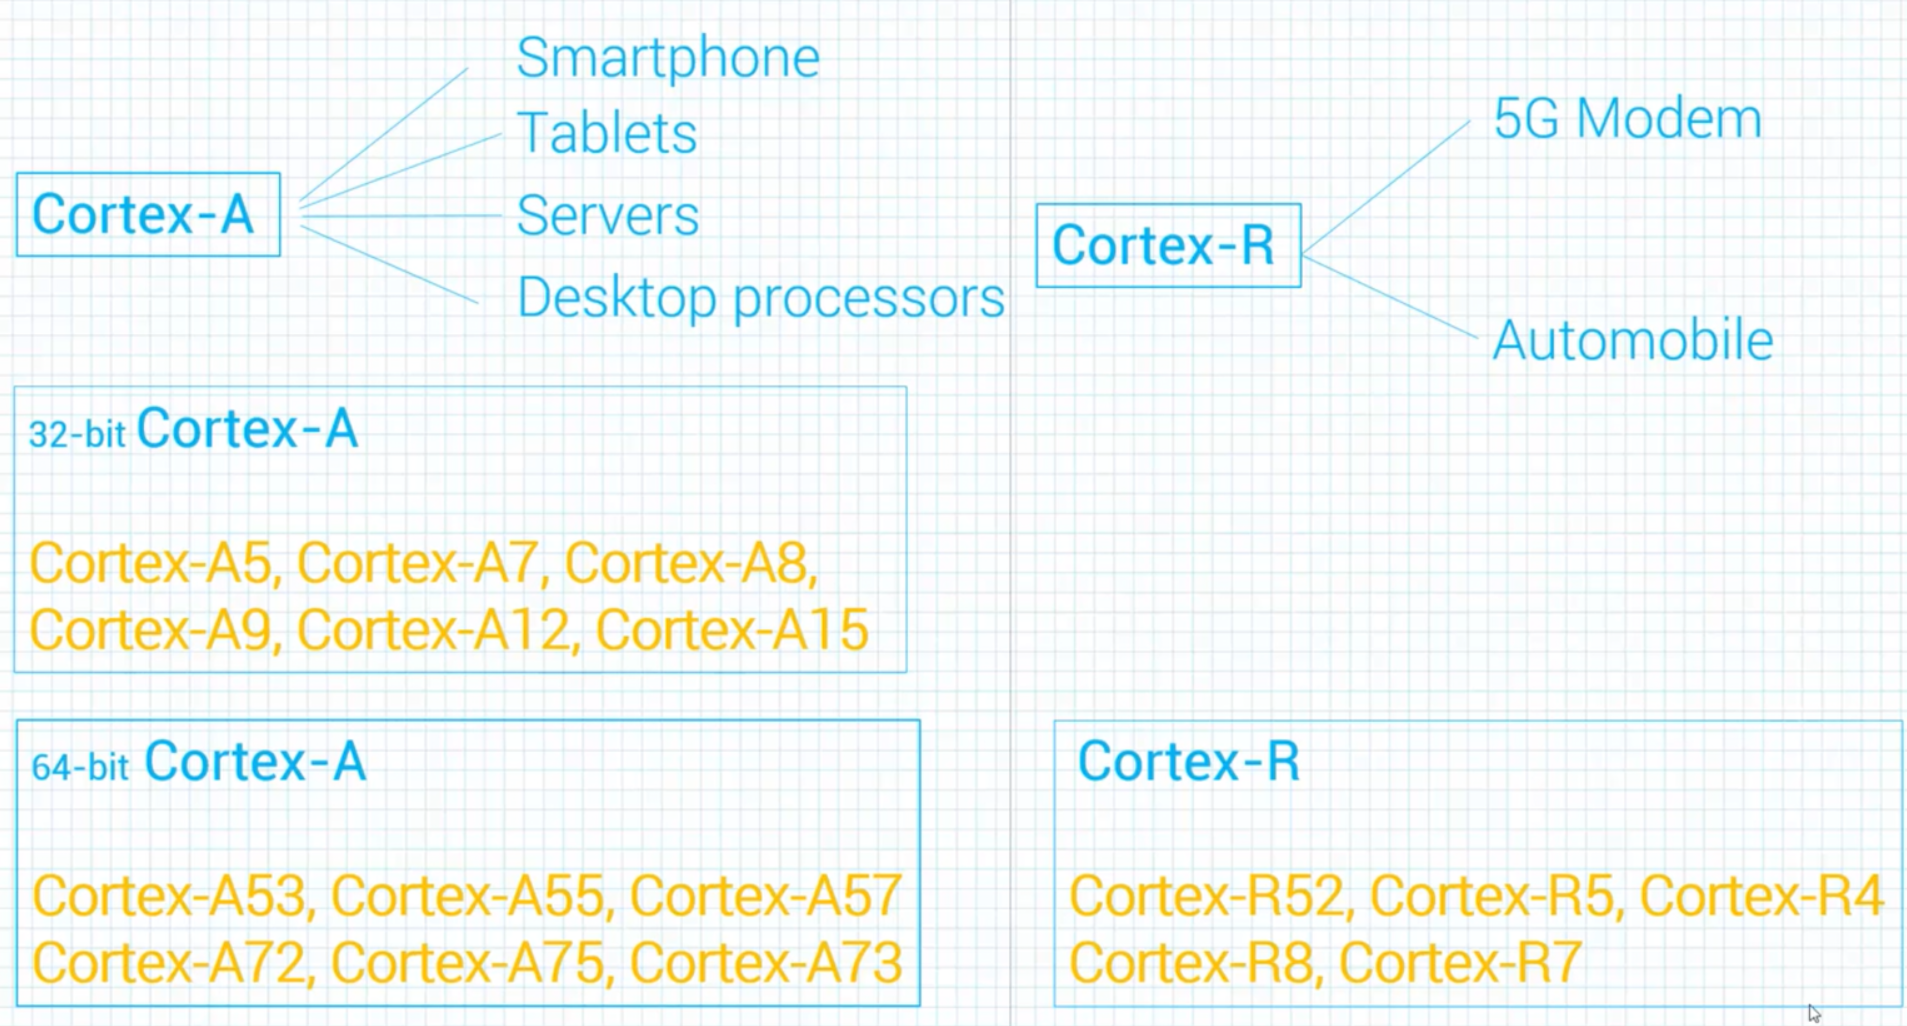 Cortex-A
Smartphone
Tablets
Servers
Desktop processors
32-bit Cortex-A
Cortex-A5, Cortex-A7, Cortex-A8,
Cortex-A9, Cortex-A12, Cortex-A15
64-bit Cortex-A
Cortex-A53, Cortex-A55, Cortex-A57
Cortex-A72, Cortex-A75, Cortex-A73
Cortex-R
5G Modem
Automobile
Cortex-R
Cortex-R52, Cortex-R5, Cortex-R4
Cortex-R8, Cortex-R7